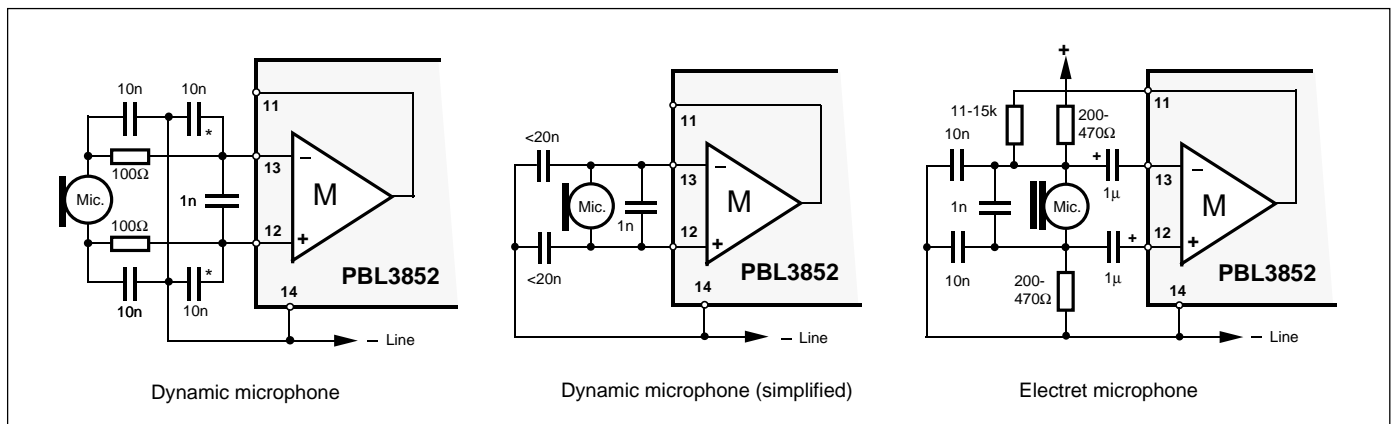 10n
10n
*
11
100Ω
13
−
Mic.
1n
M
100Ω
12
+
*
PBL3852
10n
10n
14
− Line
Dynamic microphone
<20n
11
13
−
Mic.
1n
M
12
+
<20n
PBL3852
14
− Line
Dynamic microphone (simplified)
+
11-15k
200-
470Ω
11
10n
+
13
−
1μ
1n
Mic.
M
12
+
+
10n
1μ
PBL3852
200-
470Ω
14
− Line
Electret microphone